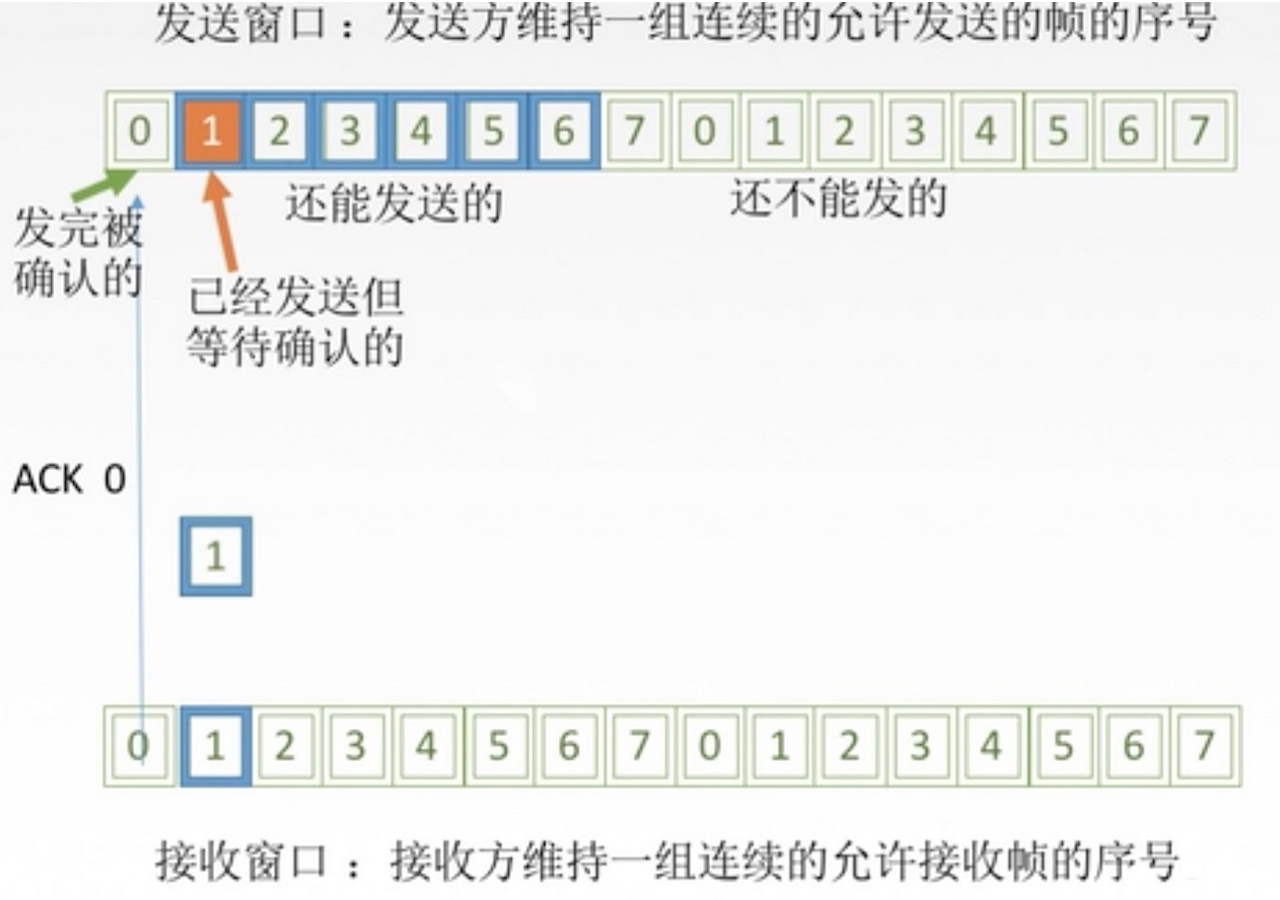 发送窗口：发送方维持一组连续的允许发送的帧的序号
0 1 2 3 4 5 6 7 0 1 2 3 4 5 6 7
还能发送的
还不能发的
发完被
确认的
已经发送但
等待确认的
ACK 0
1
0 1 2 3 4 5 6 7 0 1 2 3 4 5 6 7
接收窗口：接收方维持一组连续的允许接收帧的序号